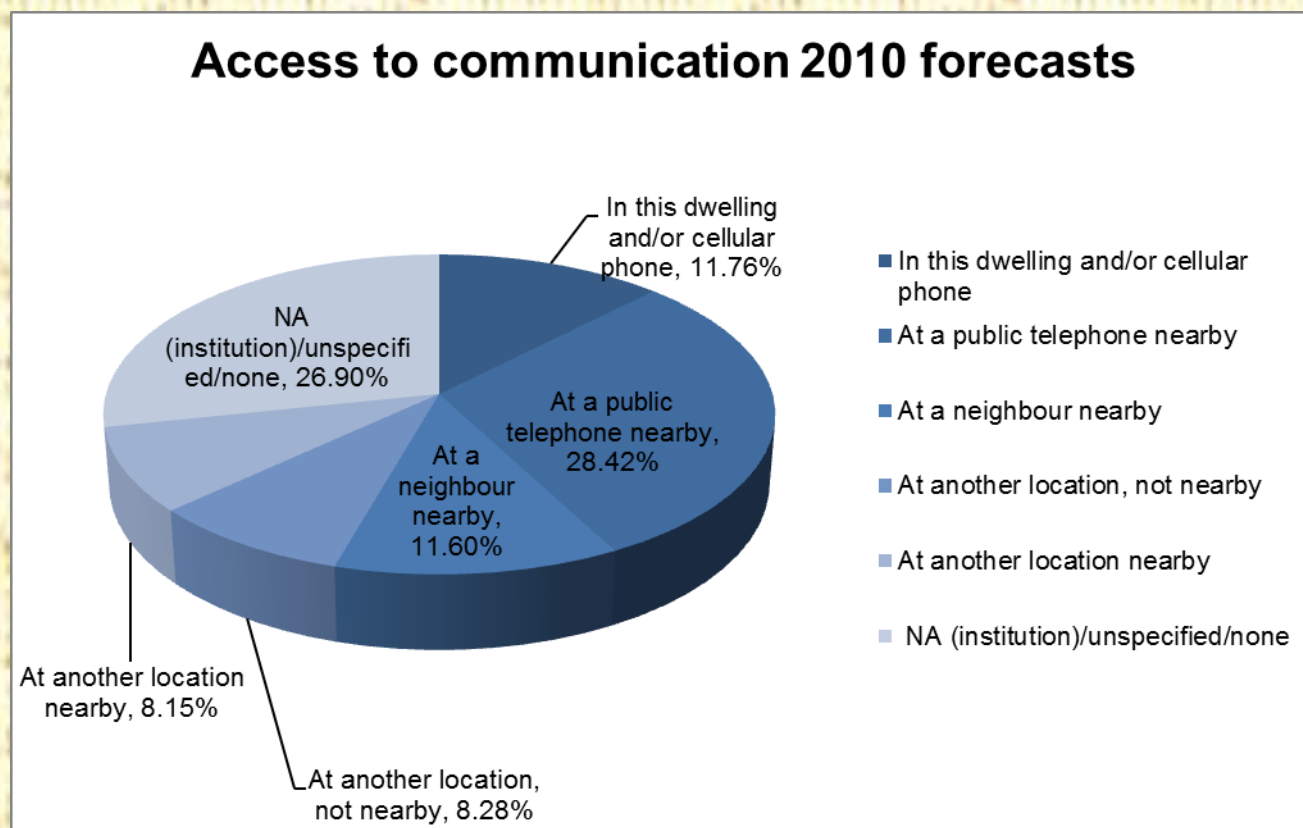 Access to communication 2010 forecasts
In this dwelling
and/or cellular
phone, 11.76%
At a public
telephone nearby,
28.42%
At a
neighbour
nearby,
11.60%
At another location,
not nearby, 8.28%
At another location
nearby, 8.15%
NA
(institution)/unspecifi
ed/none, 26.90%
In this dwelling and/or cellular
phone
At a public telephone nearby
At a neighbour nearby
At another location, not nearby
At another location nearby
NA (institution)/unspecified/none